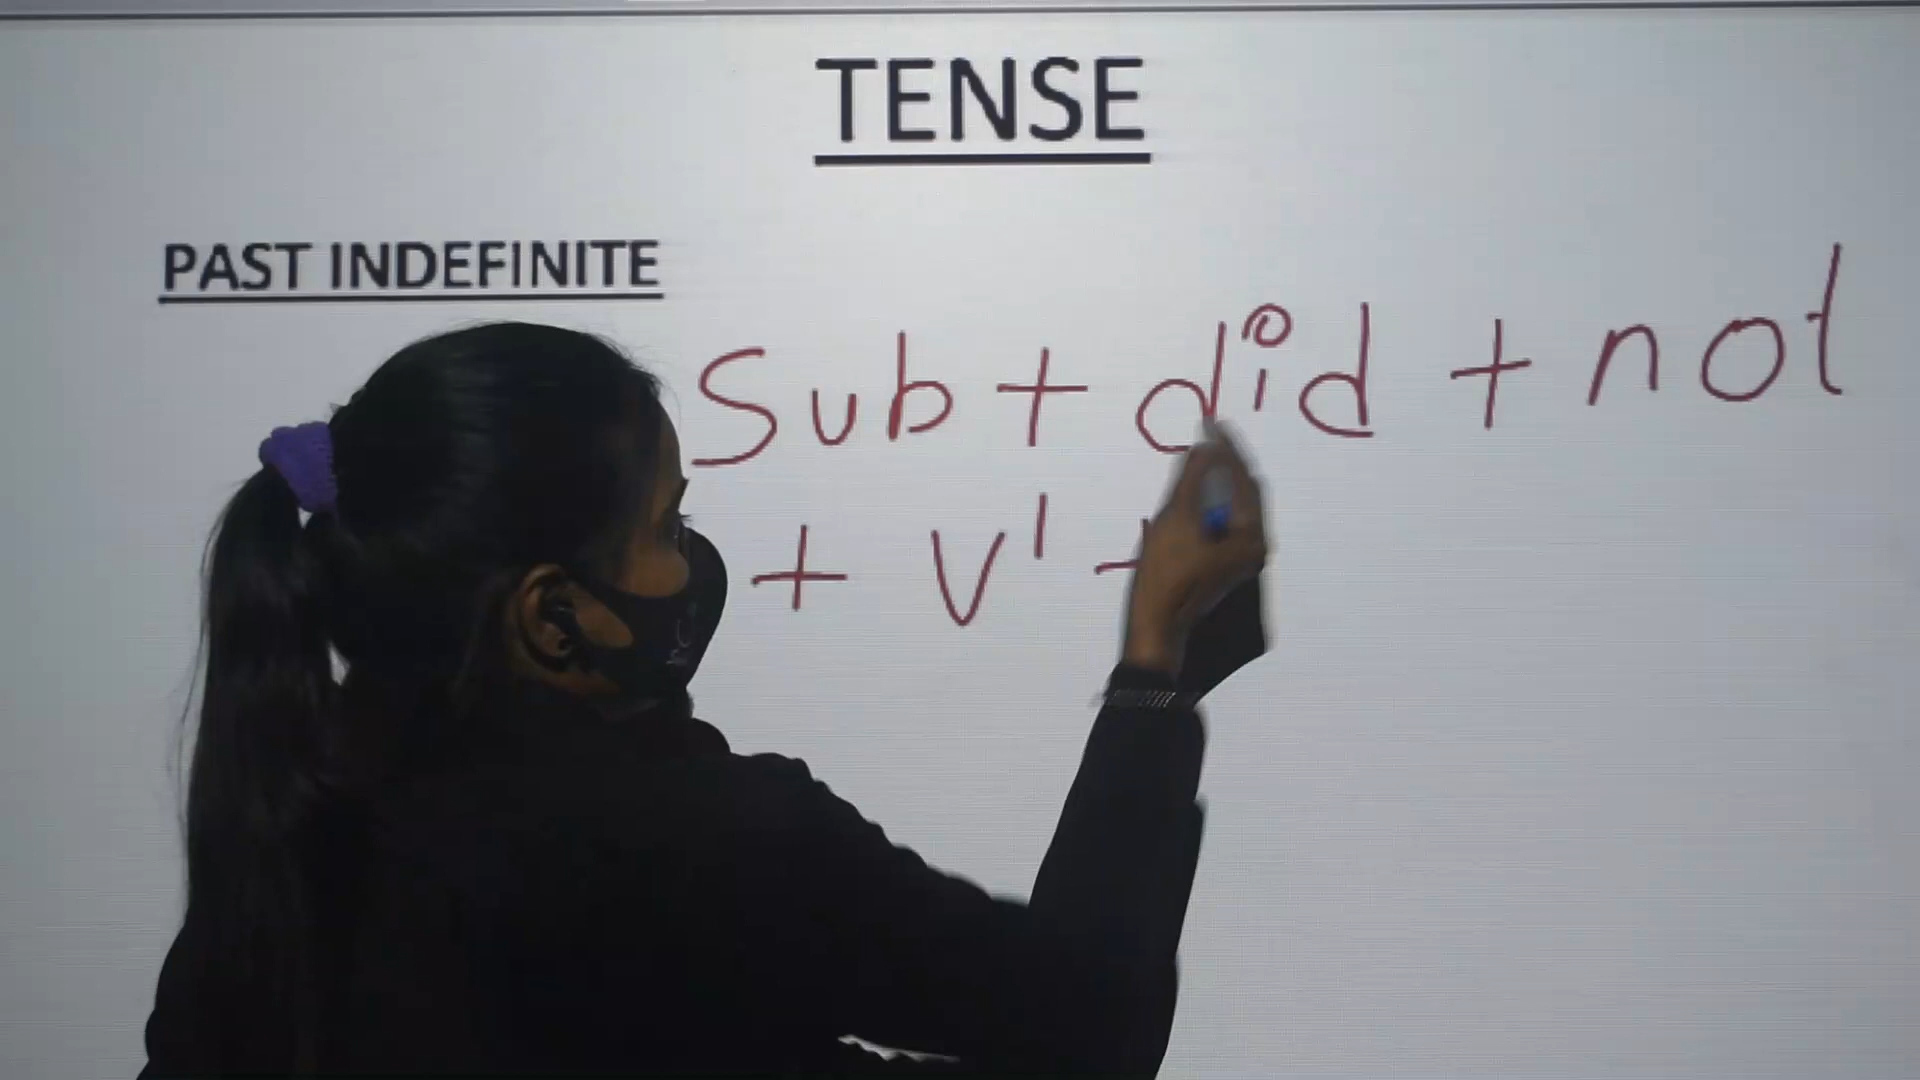 TENSE
PAST INDEFINITE
Sub + did + not
+ V¹ +